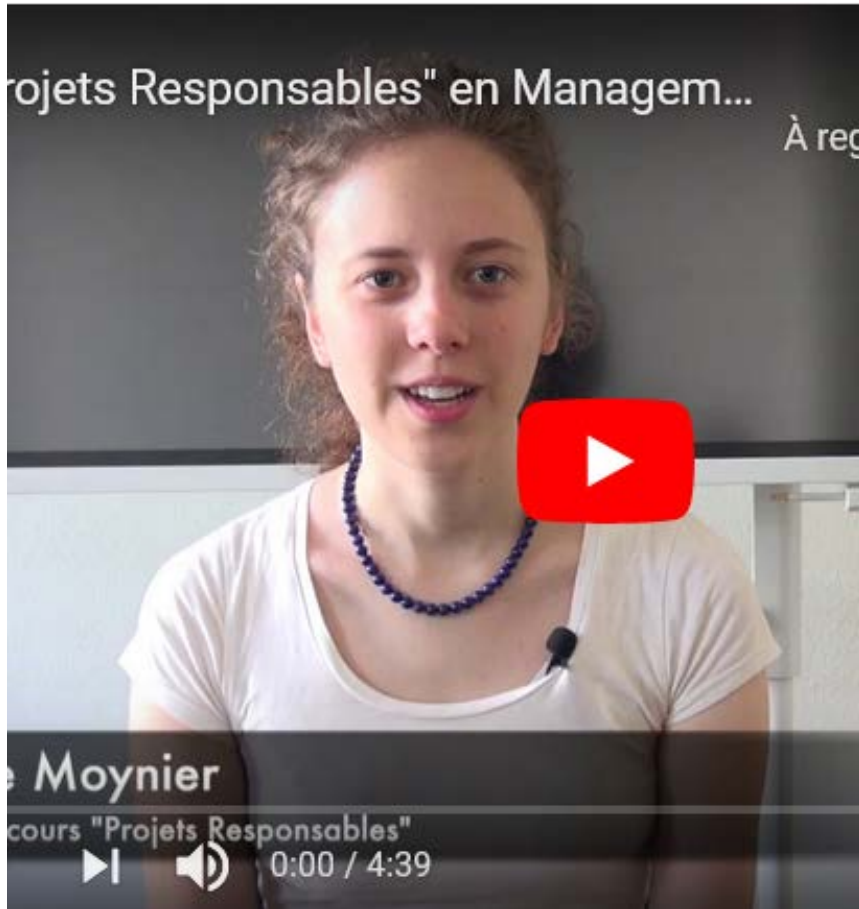 rojets Responsables" en Managem...
À reg
e Moynier
cours "Projets Responsables"
0:00 / 4:39